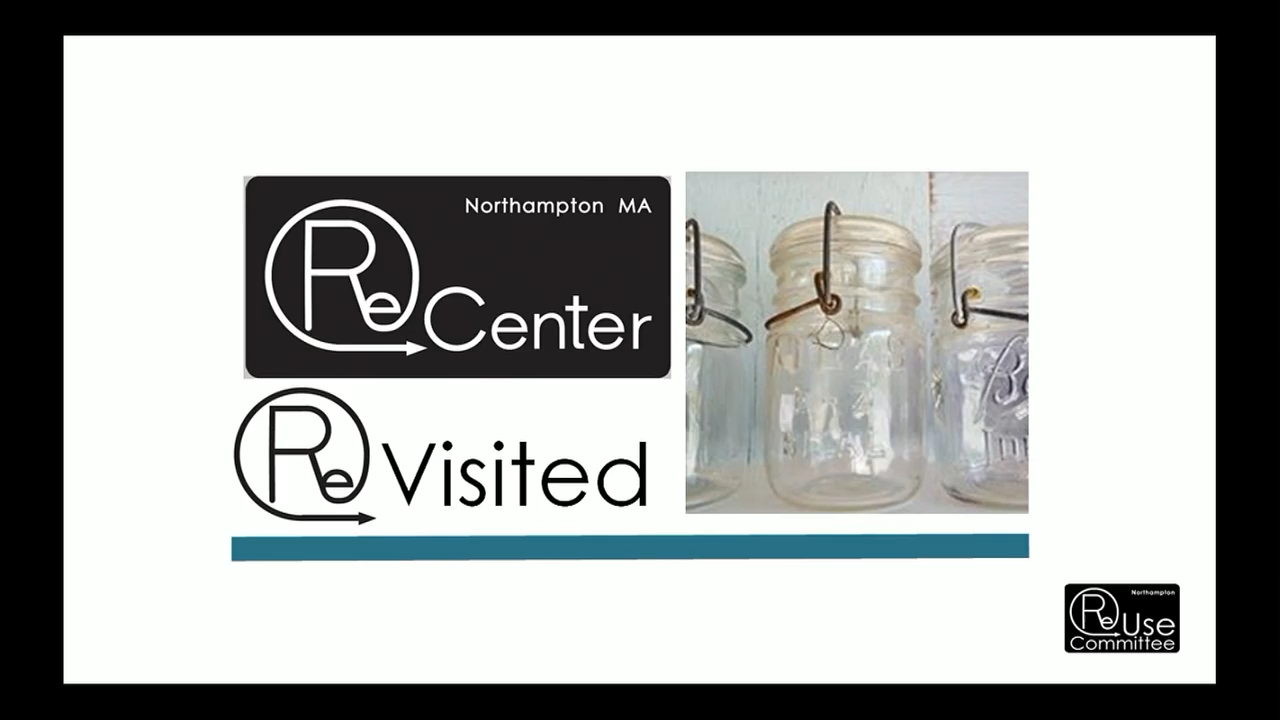 Northampton MA
ReCenter
ReVisited
Northampton
ReUse
Committee